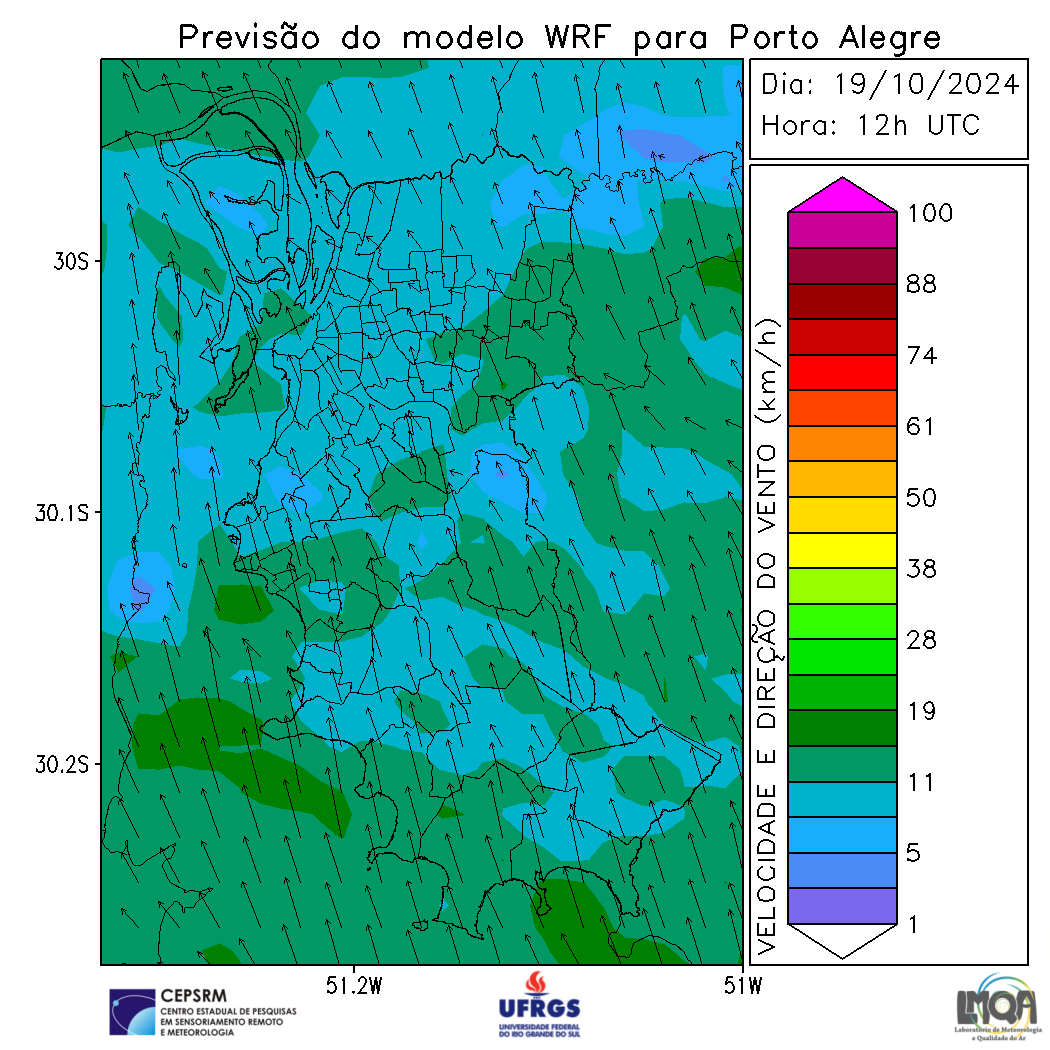 Previsão do modelo WRF para Porto Alegre
Dia: 19/10/2024
Hora: 12h UTC
30S
30.1S
30.2S
51.2W
51W
VELOCIDADE E DIREÇÃO DO VENTO (km/h)
100
88
74
61
50
38
28
19
11
5
1
CEPSRM
CENTRO ESTADUAL DE PESQUISAS
EM SENSORIAMENTO REMOTO
E METEOROLOGIA
UFRGS
UNIVERSIDADE FEDERAL
DO RIO GRANDE DO SUL
LMQA
Laboratório de Meteorologia
e Qualidade do Ar